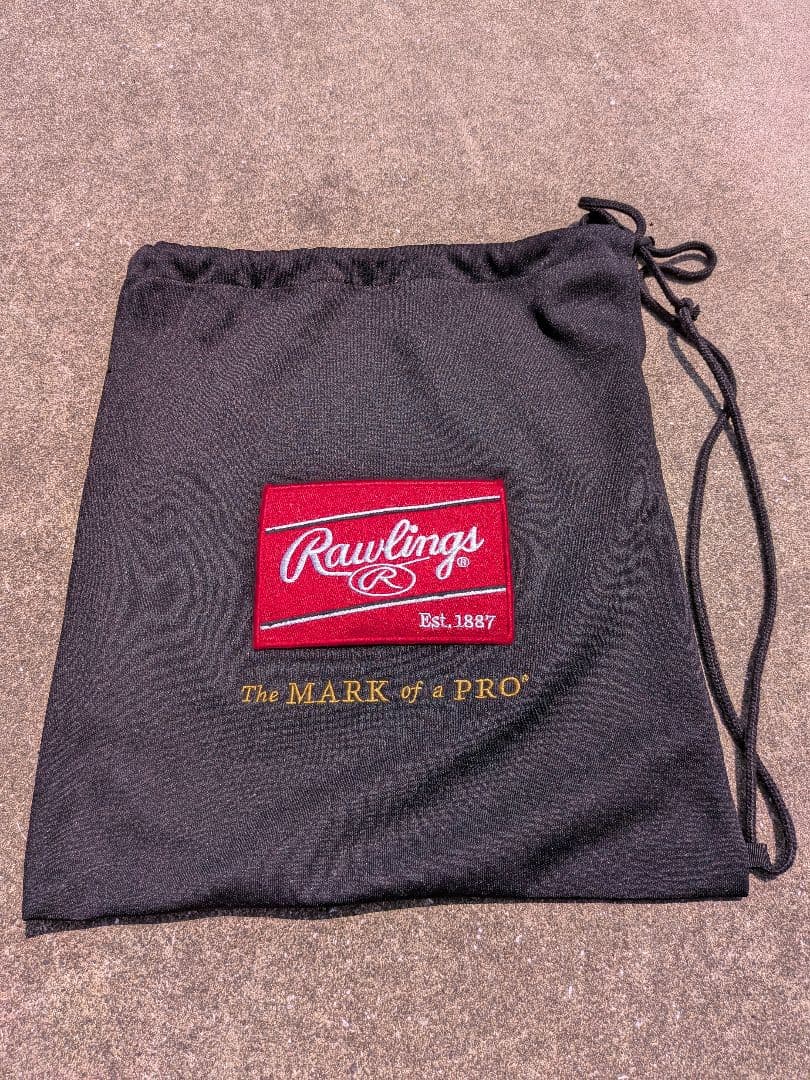 Rawlings®
R
Est. 1887
The MARK of a PRO®